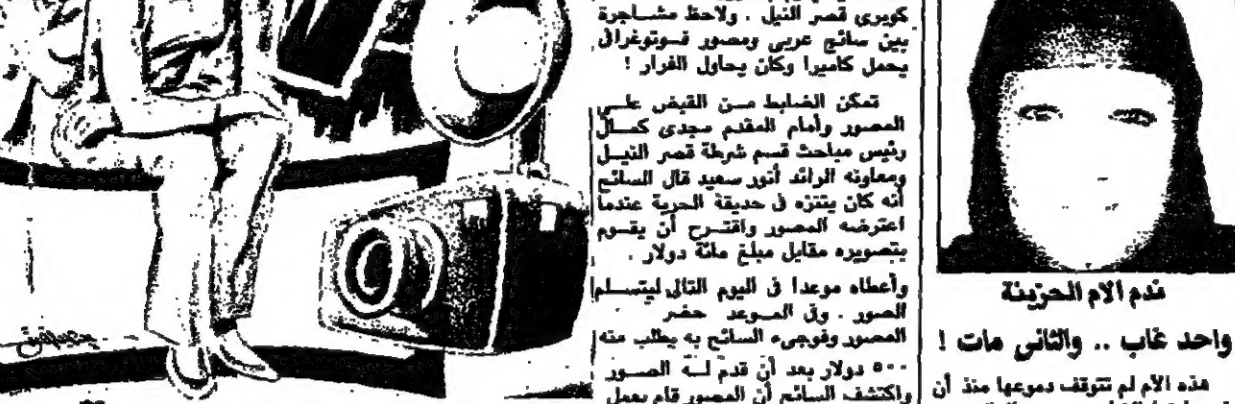 كوبرى قصر النيل . ولاحظ مشاجرة
بين سائح عربى ومصور فوتوغرافى
يحمل كاميرا وكان يحاول الفرار !
تمكن الضابط من القبض على
المصور وأمام المقدم مجدى كمال
رئيس مباحث قسم شرطة قصر النيل
ومعاونه الرائد أنور سعيد قال السائح
أنه كان يتنزه فى حديقة الحرية عندما
اعترضه المصور واقترح أن يقوم
بتصويره مقابل مبلغ مائة دولار .
وأعطاه موعدا فى اليوم التالى ليتسلم
الصور . وفى الموعد حضر
المصور وفوجىء السائح به يطلب منه
٥٠٠ دولار بعد أن قدم له الصور
واكتشف السائح أن المصور قام بعمل
ندم الأم الحزينة
واحد غاب .. والثانى مات !
هذه الأم لم تتوقف دموعها منذ أن